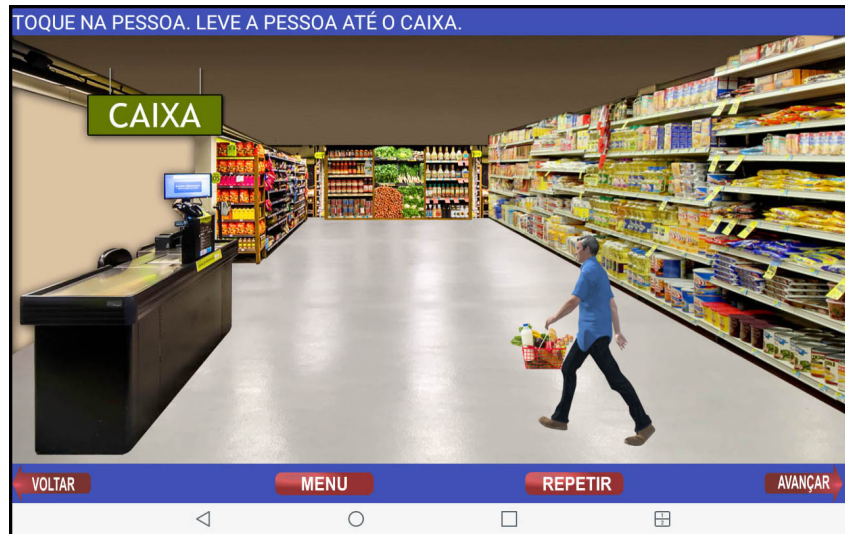 TOQUE NA PESSOA. LEVE A PESSOA ATÉ O CAIXA.
CAIXA
VOLTAR
MENU
REPETIR
AVANÇAR